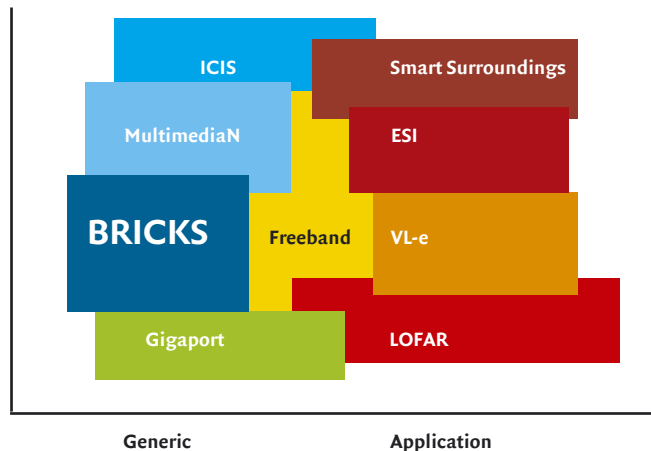 ICIS
Smart Surroundings
MultimediaN
ESI
BRICKS
Freeband
VL-e
Gigaport
LOFAR
Generic
Application